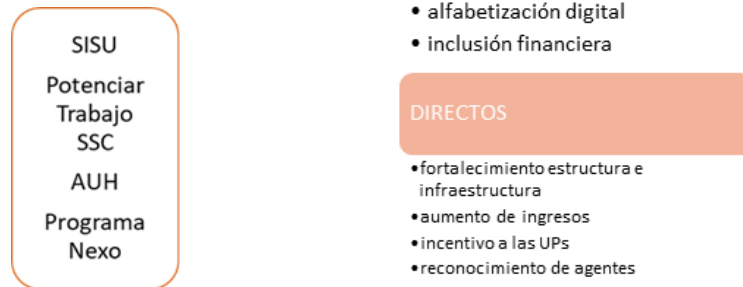 SISU
Potenciar
Trabajo
SSC
AUH
Programa
Nexo
• alfabetización digital
• inclusión financiera
DIRECTOS
•fortalecimiento estructura e
infraestructura
•aumento de ingresos
•incentivo a las UPs
•reconocimiento de agentes